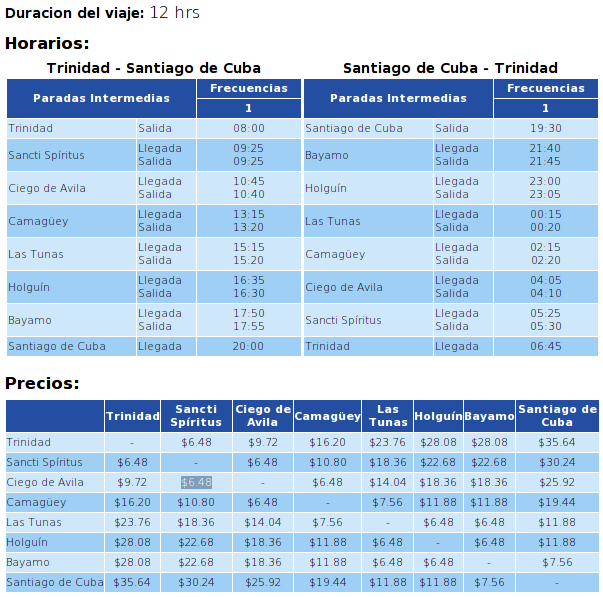 Duracion del viaje: 12 hrs
Horarios:
Trinidad - Santiago de Cuba
Paradas Intermedias Frecuencias
1
Trinidad Salida 08:00
Sancti Spíritus Llegada 09:25
Salida 09:25
Ciego de Avila Llegada 10:45
Salida 10:40
Camagüey Llegada 13:15
Salida 13:20
Las Tunas Llegada 15:15
Salida 15:20
Holguín Llegada 16:35
Salida 16:30
Bayamo Llegada 17:50
Salida 17:55
Santiago de Cuba Llegada 20:00
Santiago de Cuba - Trinidad
Paradas Intermedias Frecuencias
1
Santiago de Cuba Salida 19:30
Bayamo Llegada 21:40
Salida 21:45
Holguín Llegada 23:00
Salida 23:05
Las Tunas Llegada 00:15
Salida 00:20
Camagüey Llegada 02:15
Salida 02:20
Ciego de Avila Llegada 04:05
Salida 04:10
Sancti Spíritus Llegada 05:25
Salida 05:30
Trinidad Llegada 06:45
Precios:
Trinidad Sancti Spíritus Ciego de Avila Camagüey Las Tunas Holguín Bayamo Santiago de Cuba
Trinidad - $6.48 $9.72 $16.20 $23.76 $28.08 $28.08 $35.64
Sancti Spíritus $6.48 - $6.48 $10.80 $18.36 $22.68 $22.68 $30.24
Ciego de Avila $9.72 $6.48 - $6.48 $14.04 $18.36 $18.36 $25.92
Camagüey $16.20 $10.80 $6.48 - $7.56 $11.88 $11.88 $19.44
Las Tunas $23.76 $18.36 $14.04 $7.56 - $6.48 $6.48 $11.88
Holguín $28.08 $22.68 $18.36 $11.88 $6.48 - $6.48 $11.88
Bayamo $28.08 $22.68 $18.36 $11.88 $6.48 $6.48 - $7.56
Santiago de Cuba $35.64 $30.24 $25.92 $19.44 $11.88 $11.88 $7.56 -